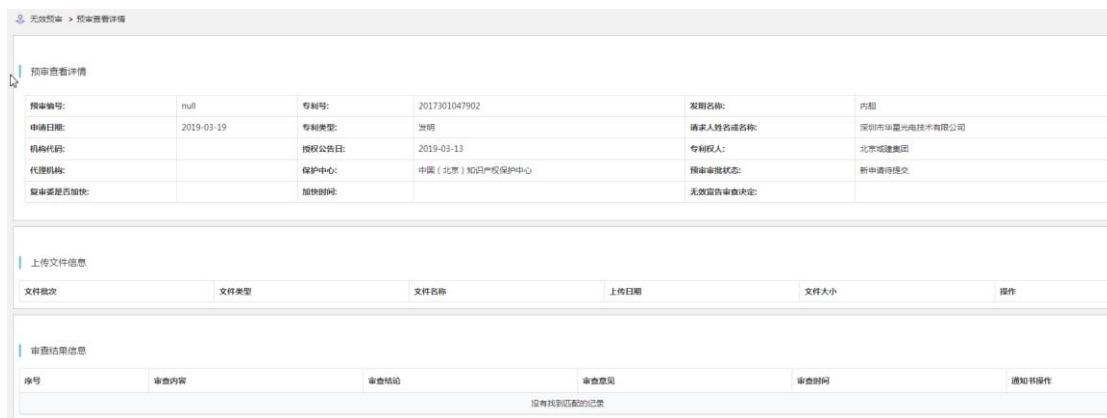 无效预审 > 预审查看详情
预审查看详情
预审编号: null 专利号: 2017301047902 发明名称: 内胆
申请日期: 2019-03-19 专利类型: 发明 请求人姓名或名称: 深圳市华星光电技术有限公司
机构代码: 授权公告日: 2019-03-13 专利权人: 北京城建集团
代理机构: 保护中心: 中国(北京)知识产权保护中心 预审审批状态: 新申请待提交
复审委是否加快: 加快时间: 无效宣告审查决定:
上传文件信息
文件批次 文件类型 文件名称 上传日期 文件大小 操作
审查结果信息
序号 审查内容 审查结论 审查意见 审查时间 通知书操作
没有找到匹配的记录